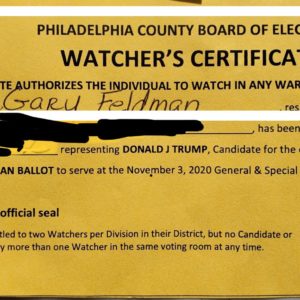 PHILADELPHIA COUNTY BOARD OF ELEC
WATCHER'S CERTIFICAT
TE AUTHORIZES THE INDIVIDUAL TO WATCH IN ANY WAR
Gary Feldman, res
, has been
representing DONALD J TRUMP, Candidate for the
AN BALLOT to serve at the November 3, 2020 General & Special
official seal
tled to two Watchers per Division in their District, but no Candidate or
y more than one Watcher in the same voting room at any time.